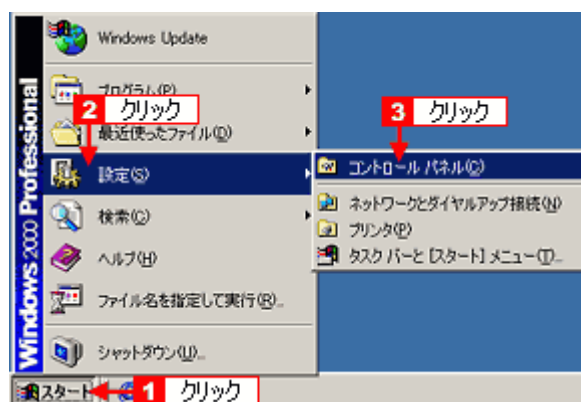 Windows 2000 Professional
Windows Update
プログラム(P)
2 クリック
最近使ったファイル(D)
設定(S)
検索(C)
ヘルプ(H)
ファイル名を指定して実行(R)...
シャットダウン(U)...
3 クリック
コントロール パネル(C)
ネットワークとダイヤルアップ接続(N)
プリンタ(P)
タスク バーと [スタート] メニュー(T)...
スタート
1 クリック